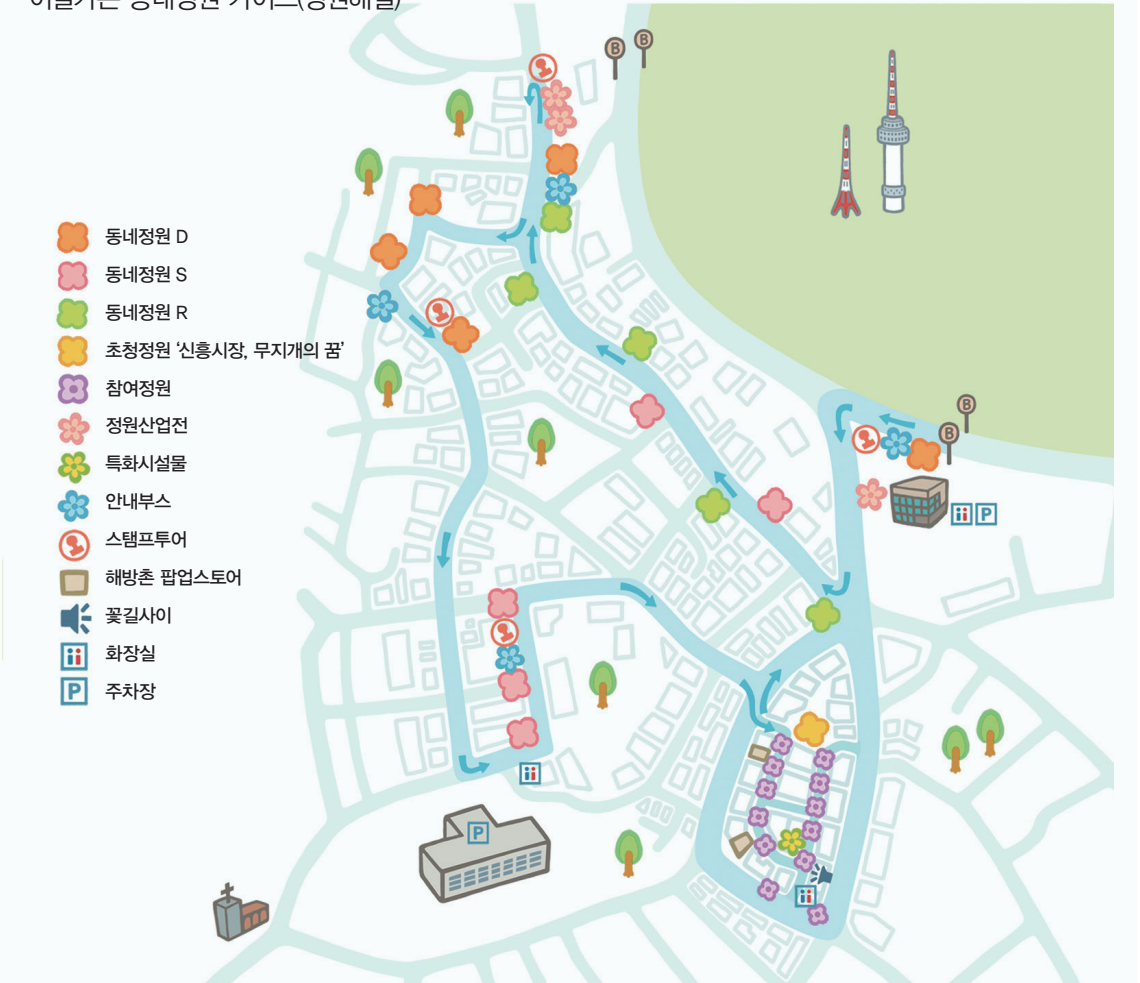 동네정원 D
동네정원 S
동네정원 R
초청정원 ‘신흥시장, 무지개의 꿈’
참여정원
정원산업전
특화시설물
안내부스
스탬프투어
해방촌 팝업스토어
꽃길사이
화장실
P 주차장
B B
B
B
P
P